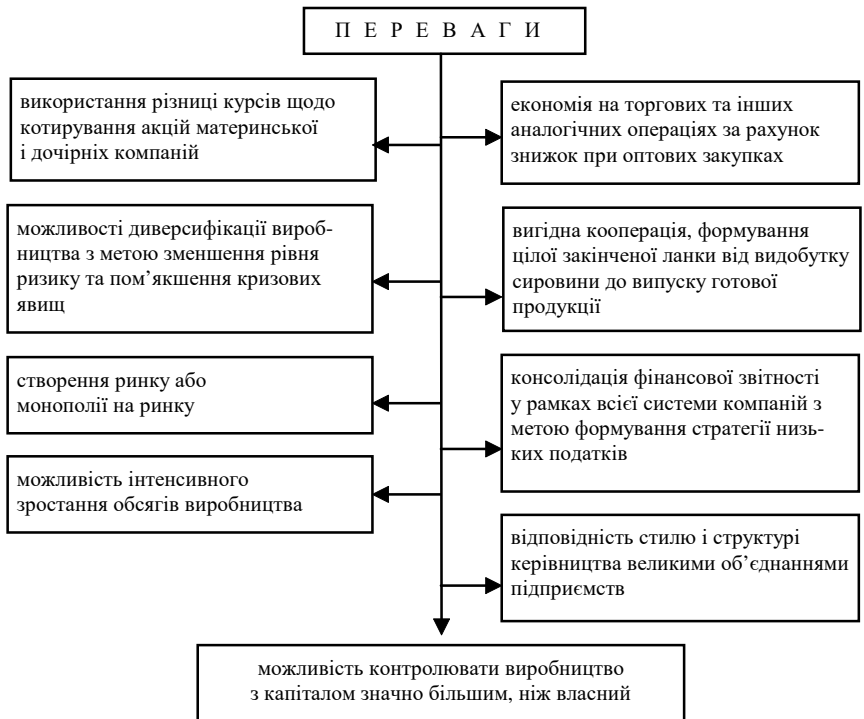 П Е Р Е В А Г И
використання різниці курсів щодо
котирування акцій материнської
і дочірніх компаній
економія на торгових та інших
аналогічних операціях за рахунок
знижок при оптових закупках
можливості диверсифікації вироб-
ництва з метою зменшення рівня
ризику та пом’якшення кризових
явищ
вигідна кооперація, формування
цілої закінченої ланки від видобутку
сировини до випуску готової
продукції
створення ринку або
монополії на ринку
консолідація фінансової звітності
у рамках всієї системи компаній з
метою формування стратегії низь-
ких податків
можливість інтенсивного
зростання обсягів виробництва
відповідність стилю і структурі
керівництва великими об’єднаннями
підприємств
можливість контролювати виробництво
з капіталом значно більшим, ніж власний